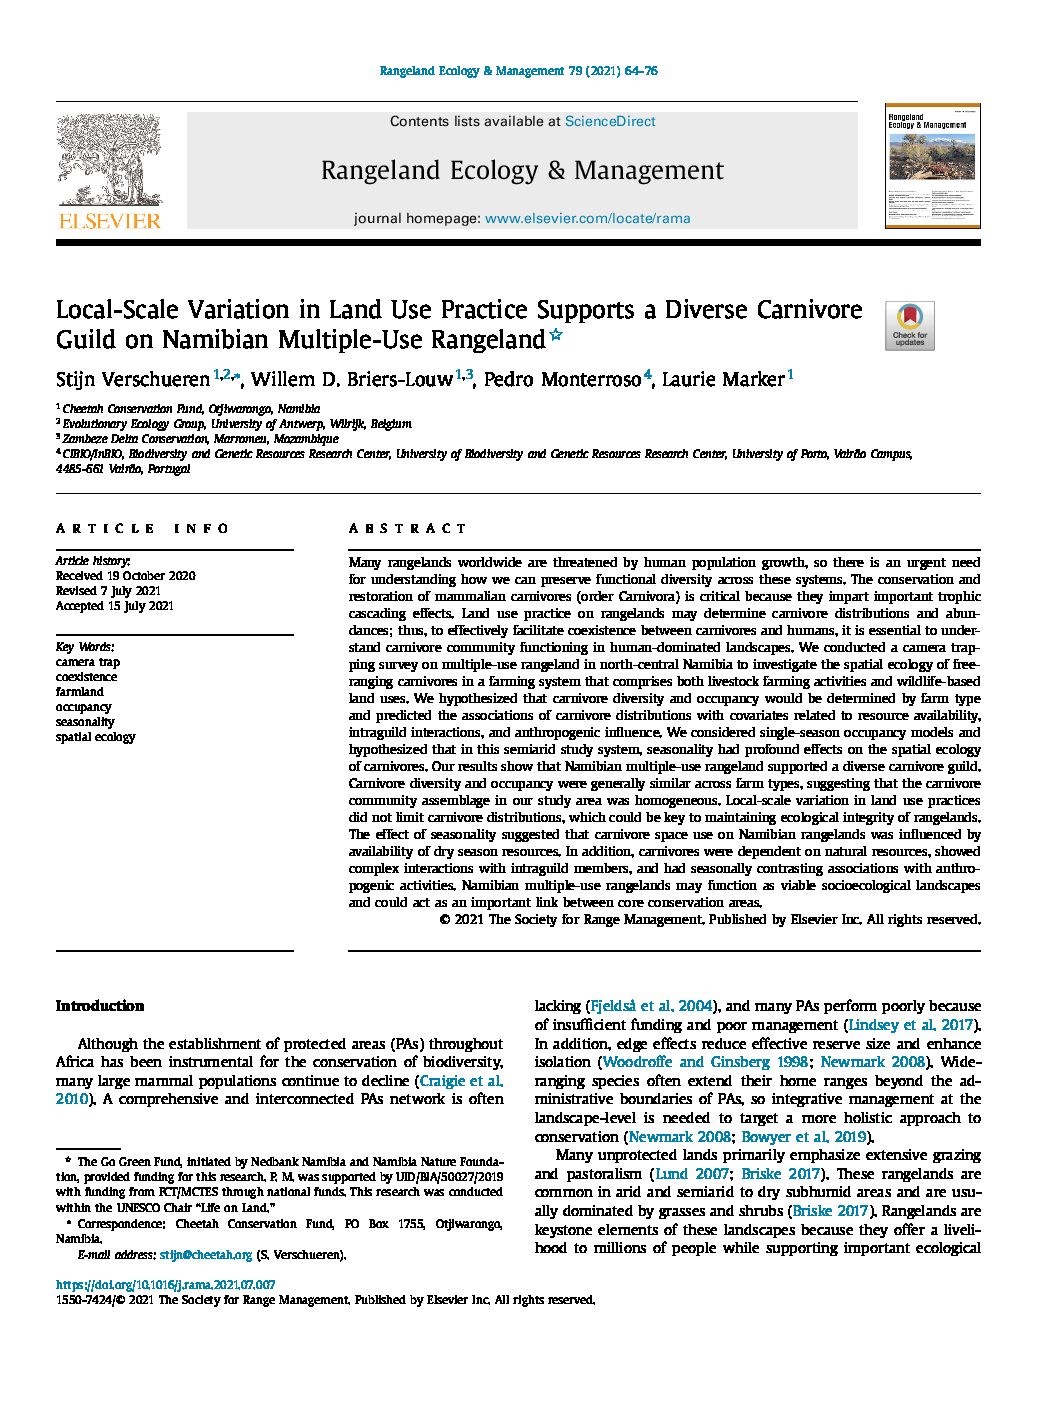 Rangeland Ecology & Management 79 (2021) 64–76
Contents lists available at ScienceDirect
Rangeland Ecology & Management
journal homepage: www.elsevier.com/locate/rama
ELSEVIER
Rangeland
Ecology & Management
Local-Scale Variation in Land Use Practice Supports a Diverse Carnivore
Guild on Namibian Multiple-Use Rangeland☆
Check for
updates
Stijn Verschueren1,2,*, Willem D. Briers-Louw1,3, Pedro Monterroso4, Laurie Marker1
1 Cheetah Conservation Fund, Otjiwarongo, Namibia
2 Evolutionary Ecology Group, University of Antwerp, Wilrijk, Belgium
3 Zambeze Delta Conservation, Marromeu, Mozambique
4 CIBIO/InBIO, Biodiversity and Genetic Resources Research Center, University of Biodiversity and Genetic Resources Research Center, University of Porto, Vairão Campus,
4485-661 Vairão, Portugal
ARTICLE INFO
Article history:
Received 19 October 2020
Revised 7 July 2021
Accepted 15 July 2021
Key Words:
camera trap
coexistence
farmland
occupancy
seasonality
spatial ecology
ABSTRACT
Many rangelands worldwide are threatened by human population growth, so there is an urgent need
for understanding how we can preserve functional diversity across these systems. The conservation and
restoration of mammalian carnivores (order Carnivora) is critical because they impart important trophic
cascading effects. Land use practice on rangelands may determine carnivore distributions and abun-
dances; thus, to effectively facilitate coexistence between carnivores and humans, it is essential to under-
stand carnivore community functioning in human-dominated landscapes. We conducted a camera trap-
ping survey on multiple-use rangeland in north-central Namibia to investigate the spatial ecology of free-
ranging carnivores in a farming system that comprises both livestock farming activities and wildlife-based
land uses. We hypothesized that carnivore diversity and occupancy would be determined by farm type
and predicted the associations of carnivore distributions with covariates related to resource availability,
intraguild interactions, and anthropogenic influence. We considered single-season occupancy models and
hypothesized that in this semiarid study system, seasonality had profound effects on the spatial ecology
of carnivores. Our results show that Namibian multiple-use rangeland supported a diverse carnivore guild.
Carnivore diversity and occupancy were generally similar across farm types, suggesting that the carnivore
community assemblage in our study area was homogeneous. Local-scale variation in land use practices
did not limit carnivore distributions, which could be key to maintaining ecological integrity of rangelands.
The effect of seasonality suggested that carnivore space use on Namibian rangelands was influenced by
availability of dry season resources. In addition, carnivores were dependent on natural resources, showed
complex interactions with intraguild members, and had seasonally contrasting associations with anthro-
pogenic activities. Namibian multiple-use rangelands may function as viable socioecological landscapes
and could act as an important link between core conservation areas.
© 2021 The Society for Range Management. Published by Elsevier Inc. All rights reserved.
Introduction
Although the establishment of protected areas (PAs) throughout
Africa has been instrumental for the conservation of biodiversity,
many large mammal populations continue to decline (Craigie et al.
2010). A comprehensive and interconnected PAs network is often
☆ The Go Green Fund, initiated by Nedbank Namibia and Namibia Nature Founda-
tion, provided funding for this research. P. M. was supported by UID/BIA/50027/2019
with funding from FCT/MCTES through national funds. This research was conducted
within the UNESCO Chair “Life on Land.”
* Correspondence: Cheetah Conservation Fund, PO Box 1755, Otjiwarongo,
Namibia.
E-mail address: stijn@cheetah.org (S. Verschueren).
lacking (Fjeldså et al. 2004), and many PAs perform poorly because
of insufficient funding and poor management (Lindsey et al. 2017).
In addition, edge effects reduce effective reserve size and enhance
isolation (Woodroffe and Ginsberg 1998; Newmark 2008). Wide-
ranging species often extend their home ranges beyond the ad-
ministrative boundaries of PAs, so integrative management at the
landscape-level is needed to target a more holistic approach to
conservation (Newmark 2008; Bowyer et al. 2019).
Many unprotected lands primarily emphasize extensive grazing
and pastoralism (Lund 2007; Briske 2017). These rangelands are
common in arid and semiarid to dry subhumid areas and are usu-
ally dominated by grasses and shrubs (Briske 2017). Rangelands are
keystone elements of these landscapes because they offer a liveli-
hood to millions of people while supporting important ecological
https://doi.org/10.1016/j.rama.2021.07.007
1550-7424/© 2021 The Society for Range Management. Published by Elsevier Inc. All rights reserved.